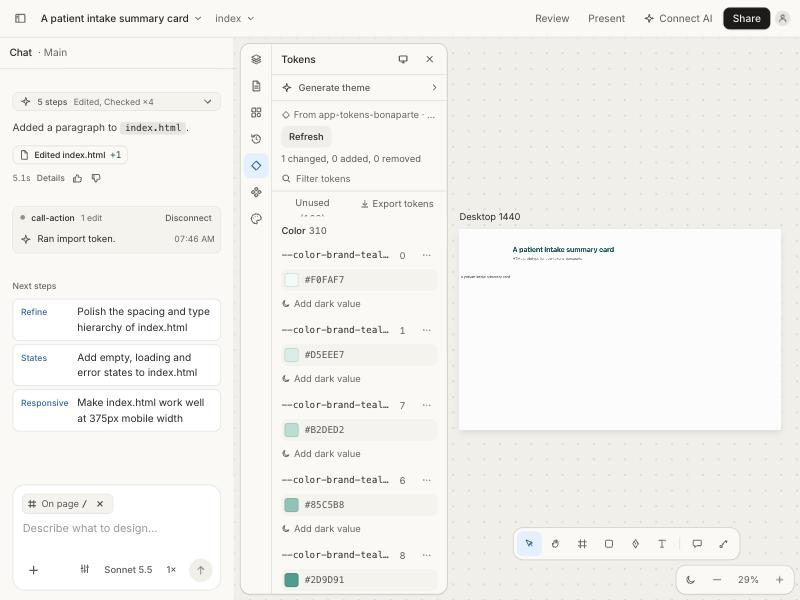 A patient intake summary card
index
Review
Present
Connect AI
Share
Chat · Main
5 steps Edited, Checked ×4
Added a paragraph to index.html.
Edited index.html +1
5.1s Details
call-action 1 edit Disconnect
Ran import token. 07:46 AM
Next steps
Refine Polish the spacing and type
hierarchy of index.html
States Add empty, loading and
error states to index.html
Responsive Make index.html work well
at 375px mobile width
On page /
Describe what to design...
Sonnet 5.5 1×
Tokens
Generate theme
From app-tokens-bonaparte · ...
Refresh
1 changed, 0 added, 0 removed
Filter tokens
Unused
Export tokens
Color 310
--color-brand-teal… 0
#F0FAF7
Add dark value
--color-brand-teal… 1
#D5EEE7
Add dark value
--color-brand-teal… 7
#B2DED2
Add dark value
--color-brand-teal… 6
#85C5B8
Add dark value
--color-brand-teal… 8
#2D9D91
Desktop 1440
A patient intake summary card
a patient intake summary card
29%